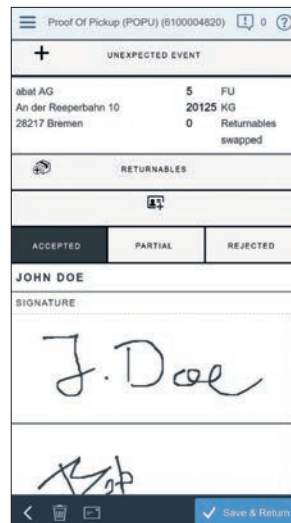 Proof Of Pickup (POPU) (6100004820) 0 ?
+ UNEXPECTED EVENT
abat AG 5 FU
An der Reeperbahn 10 20125 KG
28217 Bremen 0 Returnables
swapped
RETURNABLES
ACCEPTED PARTIAL REJECTED
JOHN DOE
SIGNATURE
J. Doe
Save & Return